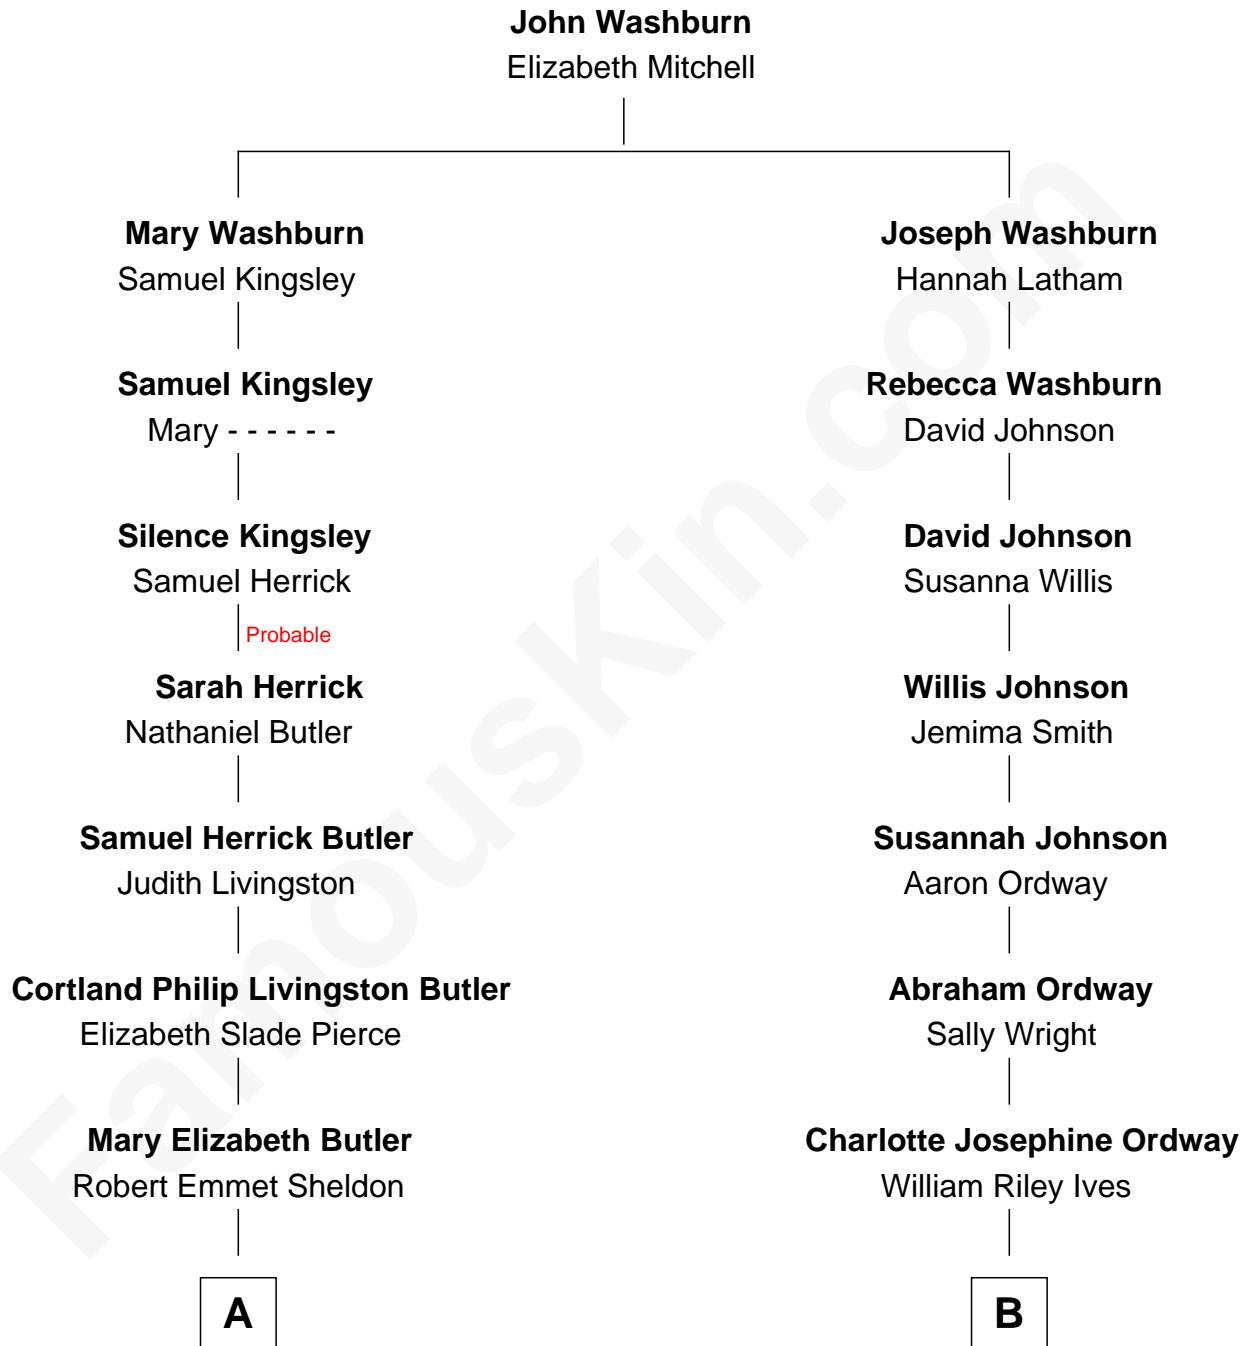 John Washburn
Elizabeth Mitchell
Mary Washburn
Samuel Kingsley
Joseph Washburn
Hannah Latham
Samuel Kingsley
Mary - - - - - -
Rebecca Washburn
David Johnson
Silence Kingsley
Samuel Herrick
David Johnson
Susanna Willis
Probable
Sarah Herrick
Nathaniel Butler
Willis Johnson
Jemima Smith
Samuel Herrick Butler
Judith Livingston
Susannah Johnson
Aaron Ordway
Cortland Philip Livingston Butler
Elizabeth Slade Pierce
Abraham Ordway
Sally Wright
Mary Elizabeth Butler
Robert Emmet Sheldon
Charlotte Josephine Ordway
William Riley Ives
A
B
FamousKin.com